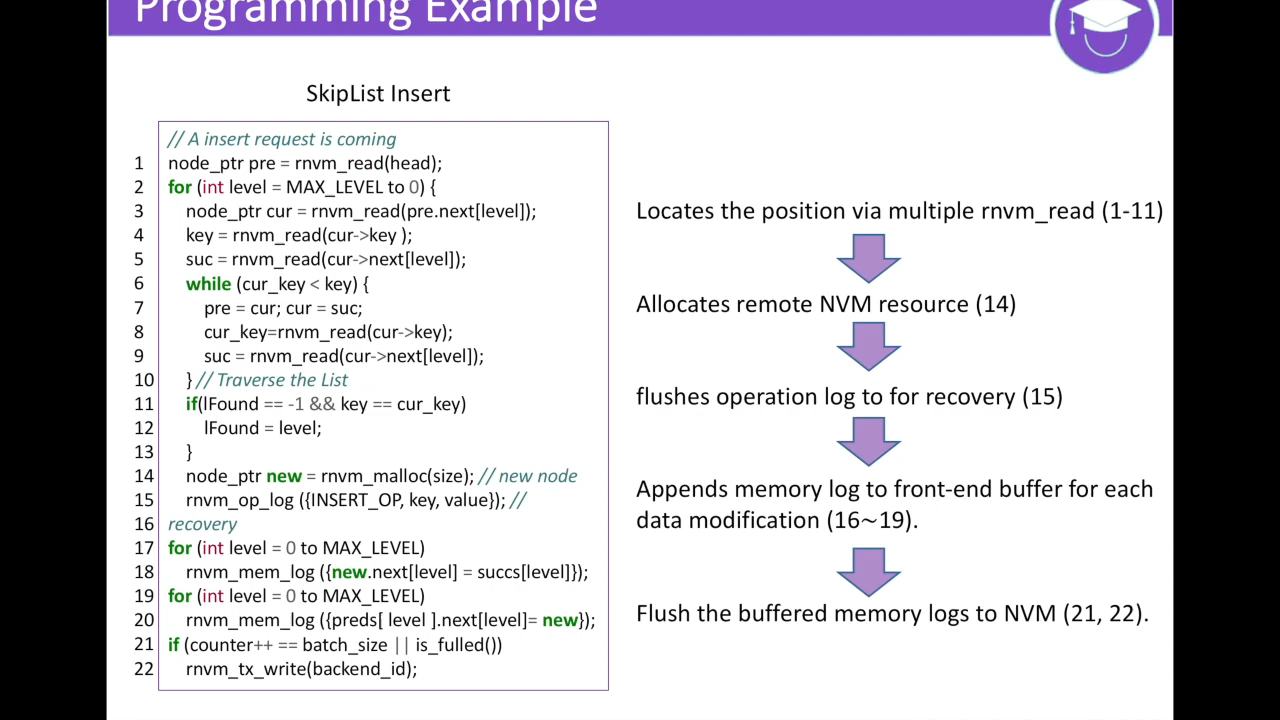 Programming Example
SkipList Insert
// A insert request is coming
1 node_ptr pre = rnvm_read(head);
2 for (int level = MAX_LEVEL to 0) {
3 node_ptr cur = rnvm_read(pre.next[level]);
4 key = rnvm_read(cur->key );
5 suc = rnvm_read(cur->next[level]);
6 while (cur_key < key) {
7 pre = cur; cur = suc;
8 cur_key=rnvm_read(cur->key);
9 suc = rnvm_read(cur->next[level]);
10 } // Traverse the List
11 if(lFound == -1 && key == cur_key)
12 lFound = level;
13 }
14 node_ptr new = rnvm_malloc(size); // new node
15 rnvm_op_log ({INSERT_OP, key, value}); //
16 recovery
17 for (int level = 0 to MAX_LEVEL)
18 rnvm_mem_log ({new.next[level] = succs[level]});
19 for (int level = 0 to MAX_LEVEL)
20 rnvm_mem_log ({preds[ level ].next[level]= new});
21 if (counter++ == batch_size || is_fulled())
22 rnvm_tx_write(backend_id);
Locates the position via multiple rnvm_read (1-11)
Allocates remote NVM resource (14)
flushes operation log to for recovery (15)
Appends memory log to front-end buffer for each
data modification (16~19).
Flush the buffered memory logs to NVM (21, 22).